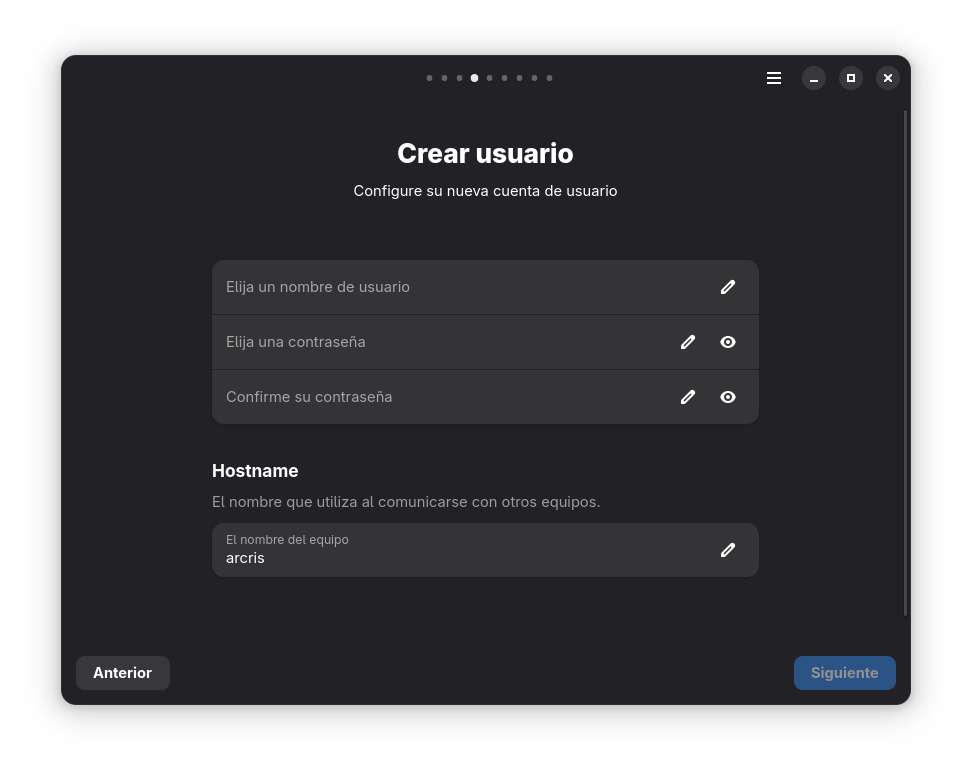 Crear usuario
Configure su nueva cuenta de usuario
Elija un nombre de usuario
Elija una contraseña
Confirme su contraseña
Hostname
El nombre que utiliza al comunicarse con otros equipos.
El nombre del equipo
arcris
Anterior
Siguiente